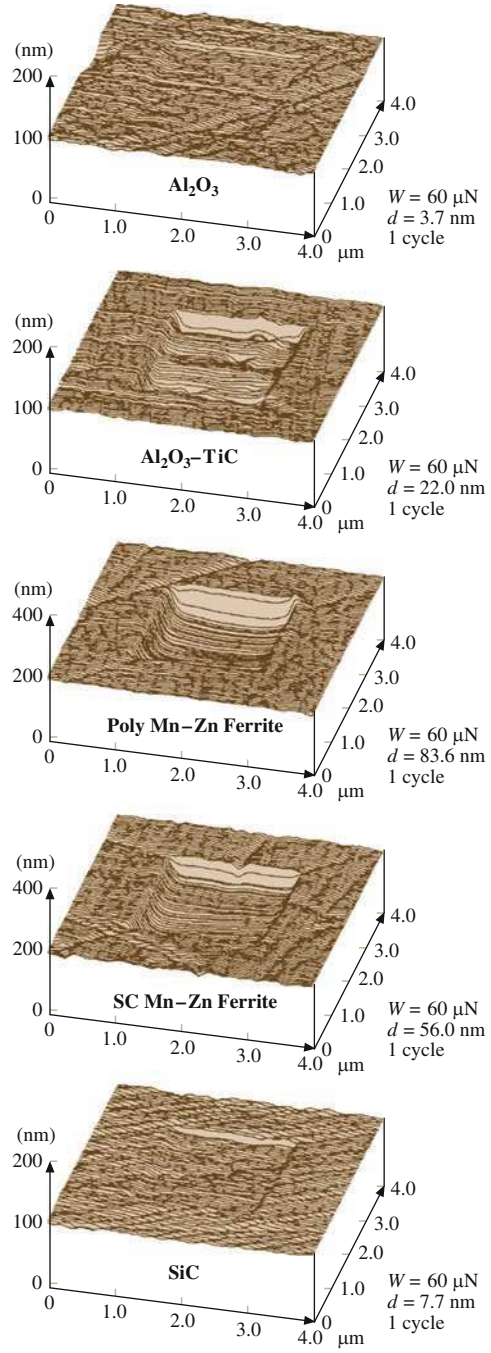 (nm)
200
100
0
Al₂O₃
0
1.0
2.0
3.0
4.0 μm
0
1.0
2.0
3.0
4.0
W = 60 μN
d = 3.7 nm
1 cycle
(nm)
200
100
0
Al₂O₃–TiC
0
1.0
2.0
3.0
4.0 μm
0
1.0
2.0
3.0
4.0
W = 60 μN
d = 22.0 nm
1 cycle
(nm)
400
200
0
Poly Mn–Zn Ferrite
0
1.0
2.0
3.0
4.0 μm
0
1.0
2.0
3.0
4.0
W = 60 μN
d = 83.6 nm
1 cycle
(nm)
400
200
0
SC Mn–Zn Ferrite
0
1.0
2.0
3.0
4.0 μm
0
1.0
2.0
3.0
4.0
W = 60 μN
d = 56.0 nm
1 cycle
(nm)
200
100
0
SiC
0
1.0
2.0
3.0
4.0 μm
0
1.0
2.0
3.0
4.0
W = 60 μN
d = 7.7 nm
1 cycle